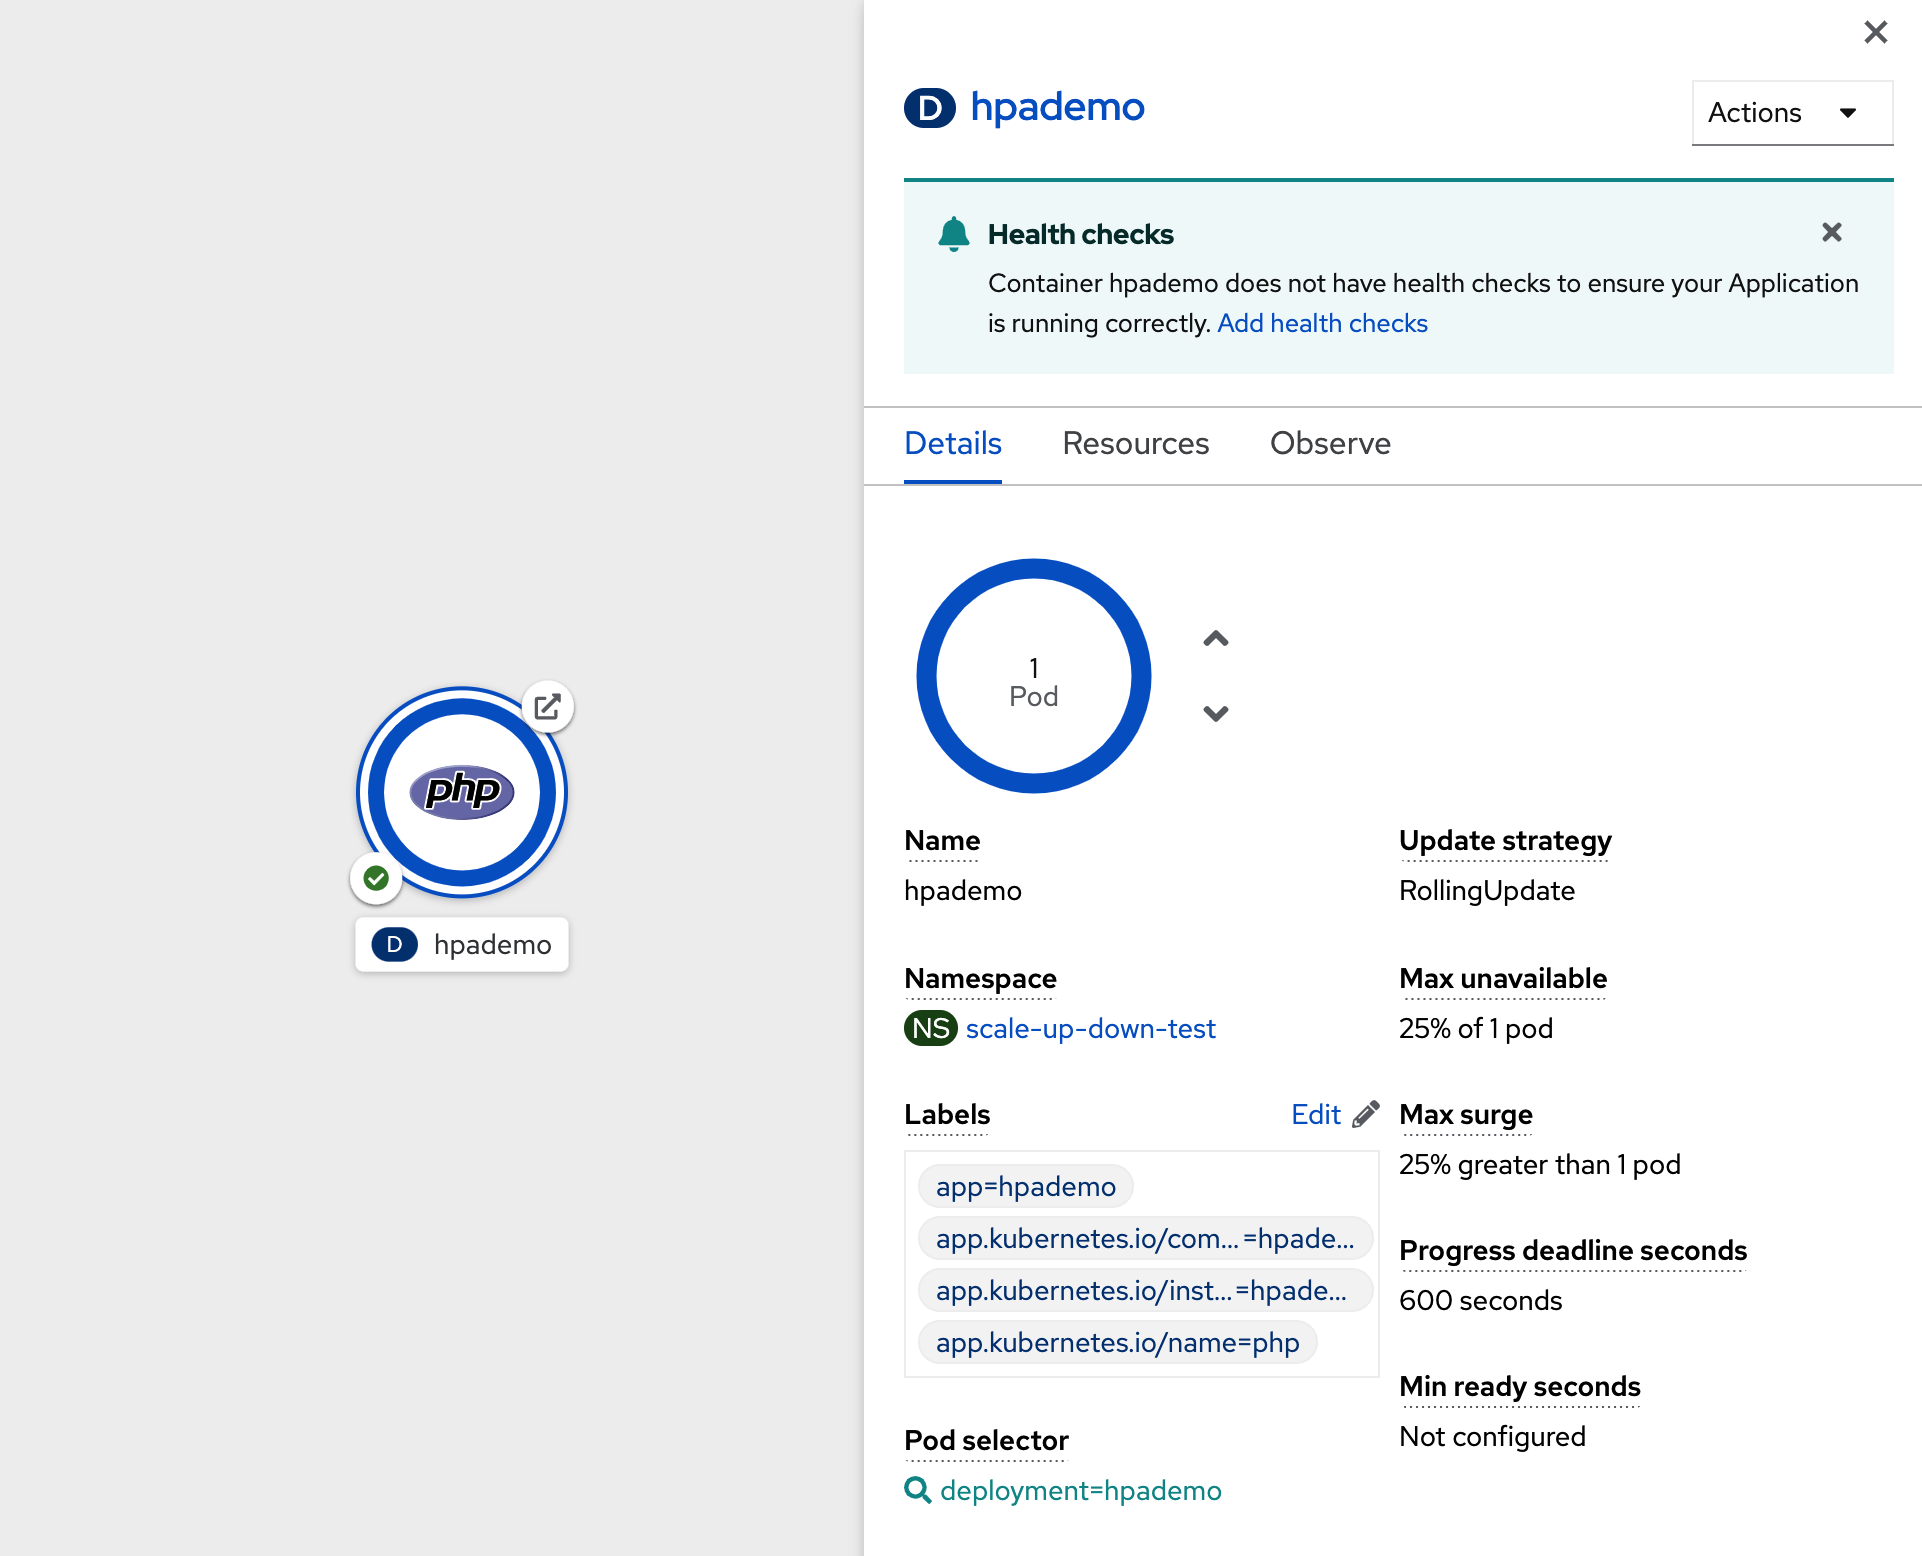 php
D hpademo
D hpademo
Actions
Health checks
Container hpademo does not have health checks to ensure your Application
is running correctly. Add health checks
Details Resources Observe
1
Pod
Name
hpademo
Namespace
NS scale-up-down-test
Labels
Edit
app=hpademo
app.kubernetes.io/com...=hpade...
app.kubernetes.io/inst...=hpade...
app.kubernetes.io/name=php
Pod selector
deployment=hpademo
Update strategy
RollingUpdate
Max unavailable
25% of 1 pod
Max surge
25% greater than 1 pod
Progress deadline seconds
600 seconds
Min ready seconds
Not configured